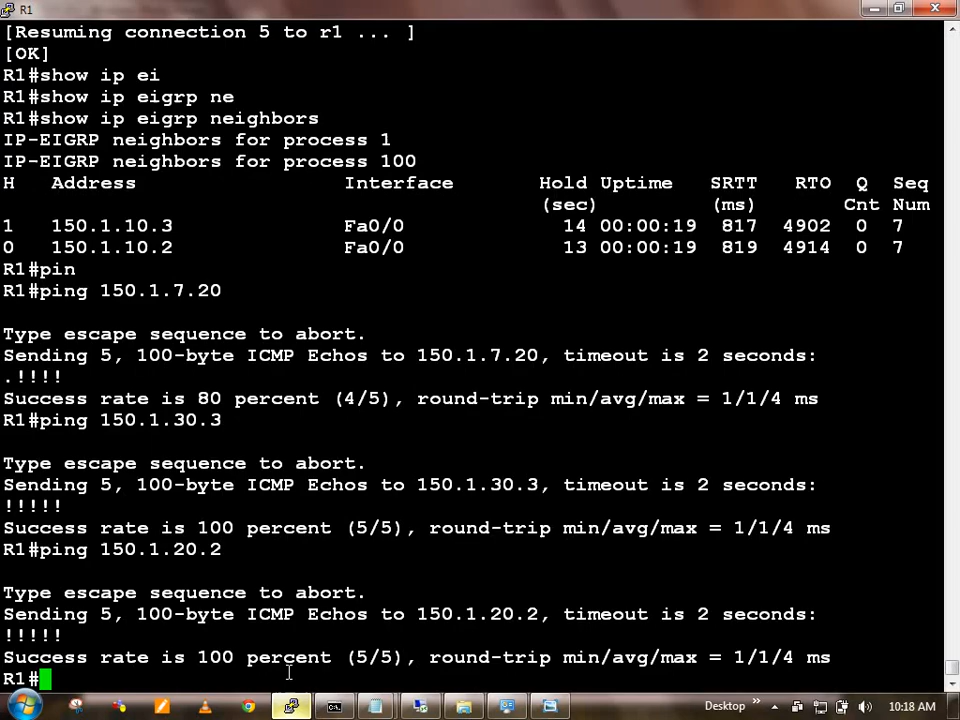 R1
[Resuming connection 5 to r1 ... ]
[OK]
R1#show ip ei
R1#show ip eigrp ne
R1#show ip eigrp neighbors
IP-EIGRP neighbors for process 1
IP-EIGRP neighbors for process 100
H   Address                 Interface       Hold Uptime   SRTT   RTO  Q  Seq
                                            (sec)         (ms)       Cnt Num
1   150.1.10.3              Fa0/0             14 00:00:19  817  4902  0  7
0   150.1.10.2              Fa0/0             13 00:00:19  819  4914  0  7
R1#pin
R1#ping 150.1.7.20
Type escape sequence to abort.
Sending 5, 100-byte ICMP Echos to 150.1.7.20, timeout is 2 seconds:
.!!!!
Success rate is 80 percent (4/5), round-trip min/avg/max = 1/1/4 ms
R1#ping 150.1.30.3
Type escape sequence to abort.
Sending 5, 100-byte ICMP Echos to 150.1.30.3, timeout is 2 seconds:
!!!!!
Success rate is 100 percent (5/5), round-trip min/avg/max = 1/1/4 ms
R1#ping 150.1.20.2
Type escape sequence to abort.
Sending 5, 100-byte ICMP Echos to 150.1.20.2, timeout is 2 seconds:
!!!!!
Success rate is 100 percent (5/5), round-trip min/avg/max = 1/1/4 ms
R1#
Desktop » 10:18 AM